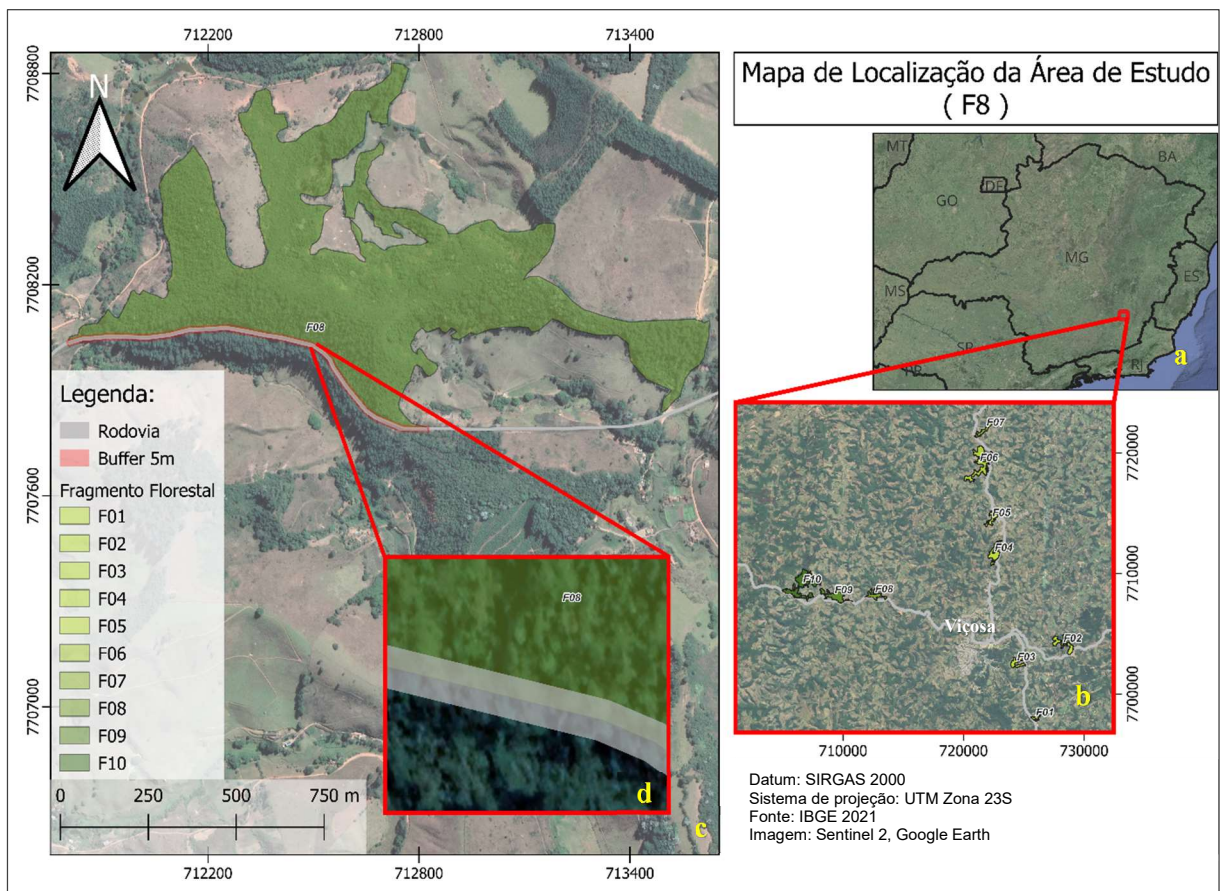 Mapa de Localização da Área de Estudo
( F8 )
712200
712800
713400
7708800
7708200
7707600
7707000
N
F08
Legenda:
Rodovia
Buffer 5m
Fragmento Florestal
F01
F02
F03
F04
F05
F06
F07
F08
F09
F10
0
250
500
750 m
712200
712800
713400
F08
d
c
MT
BA
DF
GO
MG
ES
MS
SP
RJ
a
F07
F06
F05
F04
F10
F09
F08
Viçosa
F02
F03
F01
b
7720000
7710000
7700000
710000
720000
730000
Datum: SIRGAS 2000
Sistema de projeção: UTM Zona 23S
Fonte: IBGE 2021
Imagem: Sentinel 2, Google Earth